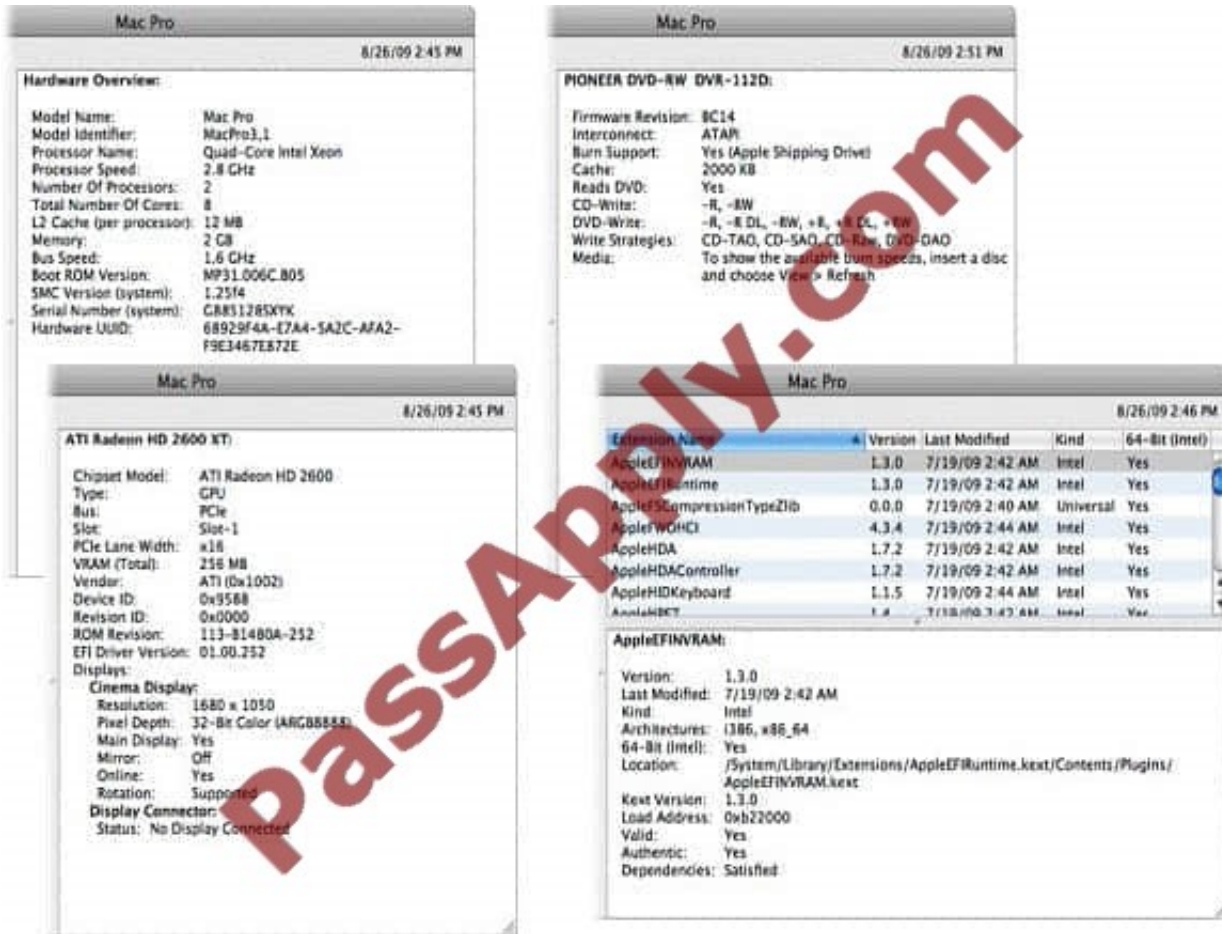 Mac Pro
8/26/09 2:45 PM
Hardware Overview:
Model Name: Mac Pro
Model Identifier: MacPro3,1
Processor Name: Quad-Core Intel Xeon
Processor Speed: 2.8 GHz
Number Of Processors: 2
Total Number Of Cores: 8
L2 Cache (per processor): 12 MB
Memory: 2 GB
Bus Speed: 1.6 GHz
Boot ROM Version: MP31.006C.B05
SMC Version (system): 1.25f4
Serial Number (system): G8851285XYK
Hardware UUID: 68929F4A-E7A4-5A2C-AFA2-
F9E3467E872E
Mac Pro
8/26/09 2:51 PM
PIONEER DVD-RW DVR-112D:
Firmware Revision: BC14
Interconnect: ATAPI
Burn Support: Yes (Apple Shipping Drive)
Cache: 2000 KB
Reads DVD: Yes
CD-Write: -R, -RW
DVD-Write: -R, -R DL, -RW, +R, +R DL, +RW
Write Strategies: CD-TAO, CD-SAO, CD-Raw, DVD-DAO
Media: To show the available burn speeds, insert a disc
and choose View > Refresh
Mac Pro
8/26/09 2:45 PM
ATI Radeon HD 2600 XT:
Chipset Model: ATI Radeon HD 2600
Type: GPU
Bus: PCIe
Slot: Slot-1
PCIe Lane Width: x16
VRAM (Total): 256 MB
Vendor: ATI (0x1002)
Device ID: 0x9588
Revision ID: 0x0000
ROM Revision: 113-B1480A-252
EFI Driver Version: 01.00.252
Displays:
Cinema Display:
Resolution: 1680 x 1050
Pixel Depth: 32-Bit Color (ARGB8888)
Main Display: Yes
Mirror: Off
Online: Yes
Rotation: Supported
Display Connector:
Status: No Display Connected
Mac Pro
8/26/09 2:46 PM
Extension Name Version Last Modified Kind 64-Bit (Intel)
AppleEFINVRAM 1.3.0 7/19/09 2:42 AM Intel Yes
AppleEFIRuntime 1.3.0 7/19/09 2:42 AM Intel Yes
AppleFSCompressionTypeZlib 0.0.0 7/19/09 2:40 AM Universal Yes
AppleFWOHCI 4.3.4 7/19/09 2:44 AM Intel Yes
AppleHDA 1.7.2 7/19/09 2:42 AM Intel Yes
AppleHDAController 1.7.2 7/19/09 2:42 AM Intel Yes
AppleHIDKeyboard 1.1.5 7/19/09 2:44 AM Intel Yes
AppleHPET 1.4 7/19/09 2:42 AM Intel Yes
AppleEFINVRAM:
Version: 1.3.0
Last Modified: 7/19/09 2:42 AM
Kind: Intel
Architectures: i386, x86_64
64-Bit (Intel): Yes
Location: /System/Library/Extensions/AppleEFIRuntime.kext/Contents/PlugIns/
AppleEFINVRAM.kext
Kext Version: 1.3.0
Load Address: 0xb22000
Valid: Yes
Authentic: Yes
Dependencies: Satisfied
PassApply.com